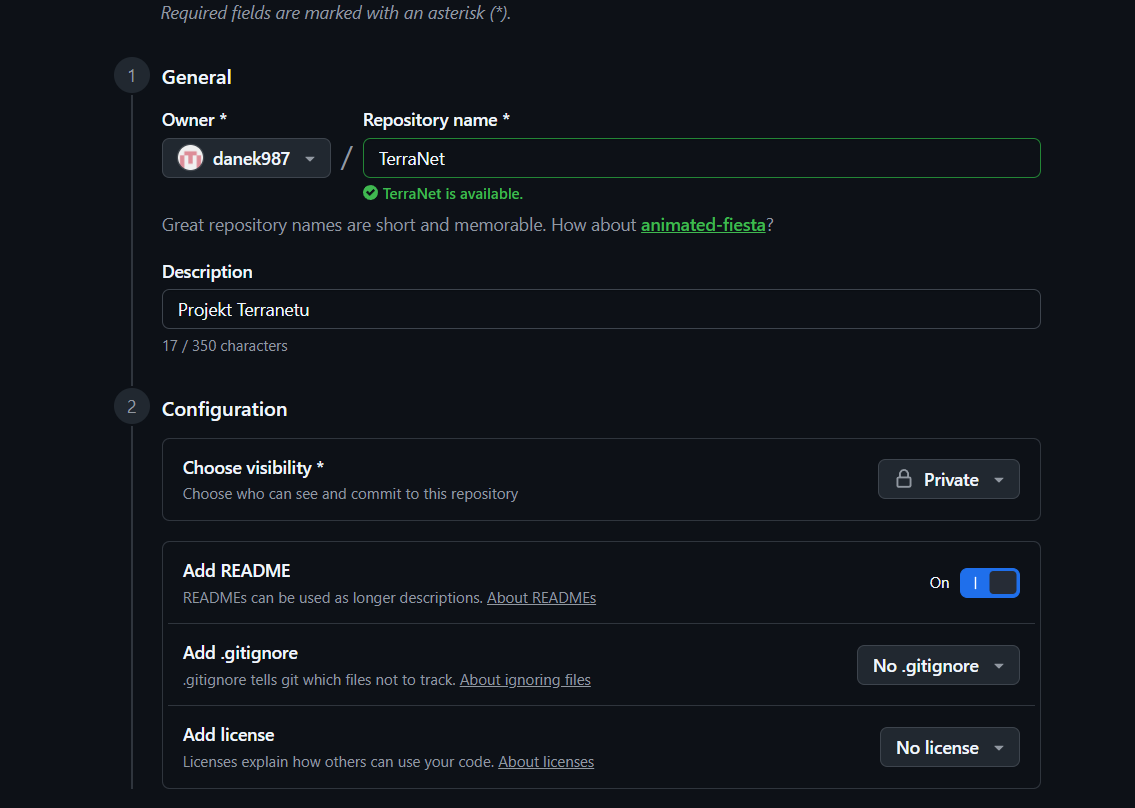 Required fields are marked with an asterisk (*).
1 General
Owner * Repository name *
danek987 / TerraNet
TerraNet is available.
Great repository names are short and memorable. How about animated-fiesta?
Description
Projekt Terranetu
17 / 350 characters
2 Configuration
Choose visibility *
Choose who can see and commit to this repository
Private
Add README
READMEs can be used as longer descriptions. About READMEs
On
Add .gitignore
.gitignore tells git which files not to track. About ignoring files
No .gitignore
Add license
Licenses explain how others can use your code. About licenses
No license